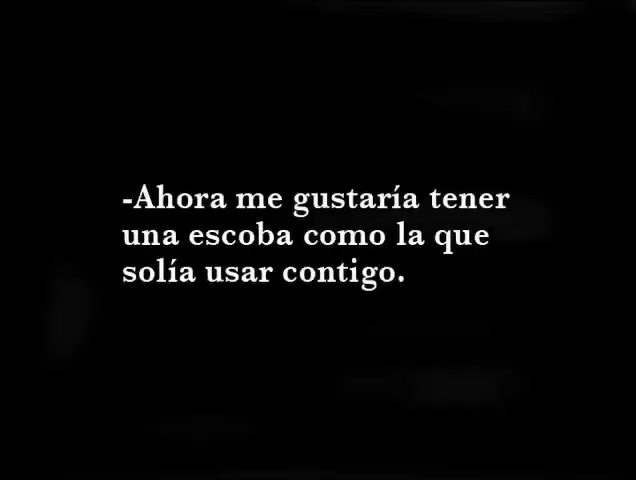 -Ahora me gustaría tener
una escoba como la que
solía usar contigo.